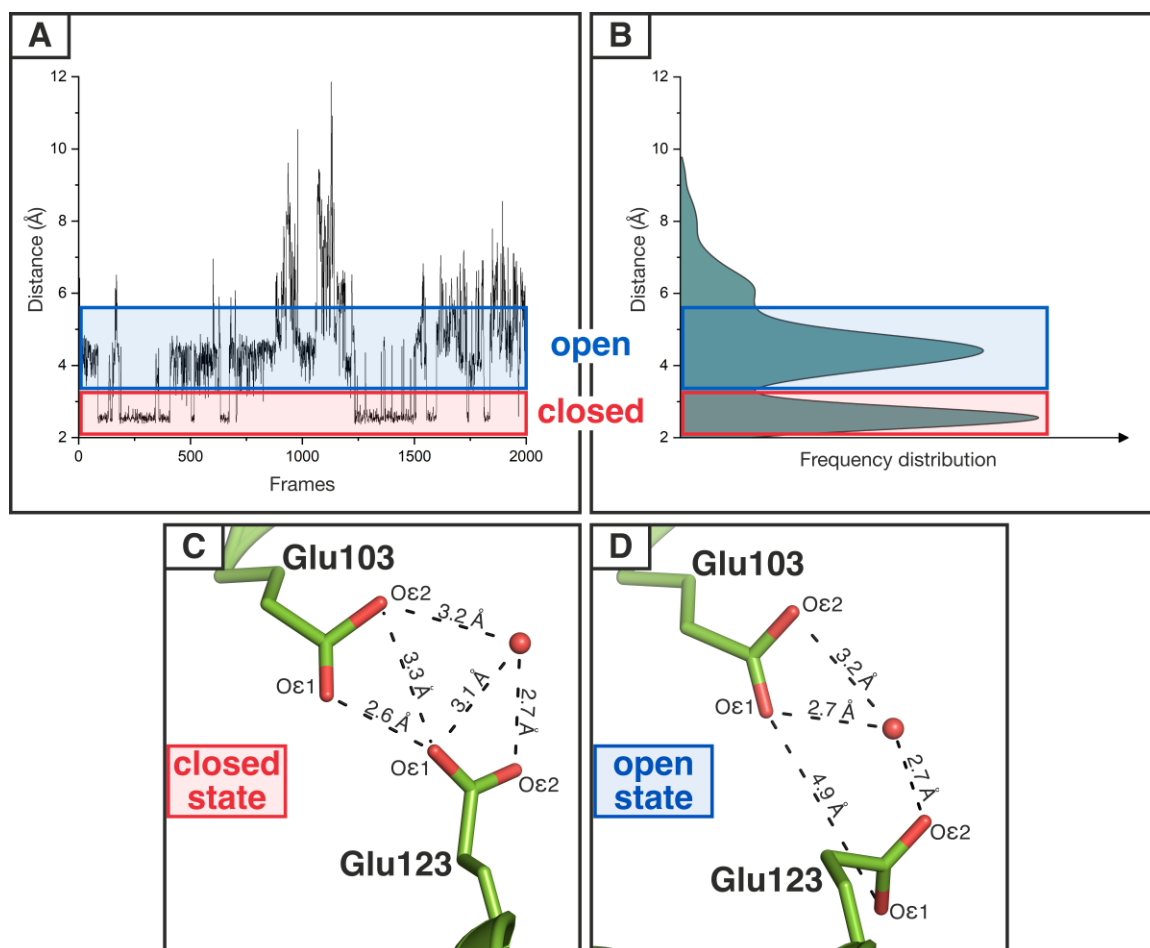 A
B
12
10
8
6
4
2
Distance (Å)
0
500
1000
1500
2000
Frames
open
closed
12
10
8
6
4
2
Distance (Å)
Frequency distribution
C
Glu103
Oε2
3.2 Å
3.3 Å
3.1 Å
2.7 Å
Oε1
2.6 Å
Oε1
Oε2
closed
state
Glu123
D
Glu103
Oε2
3.2 Å
Oε1
2.7 Å
2.7 Å
4.9 Å
open
state
Oε2
Glu123
Oε1